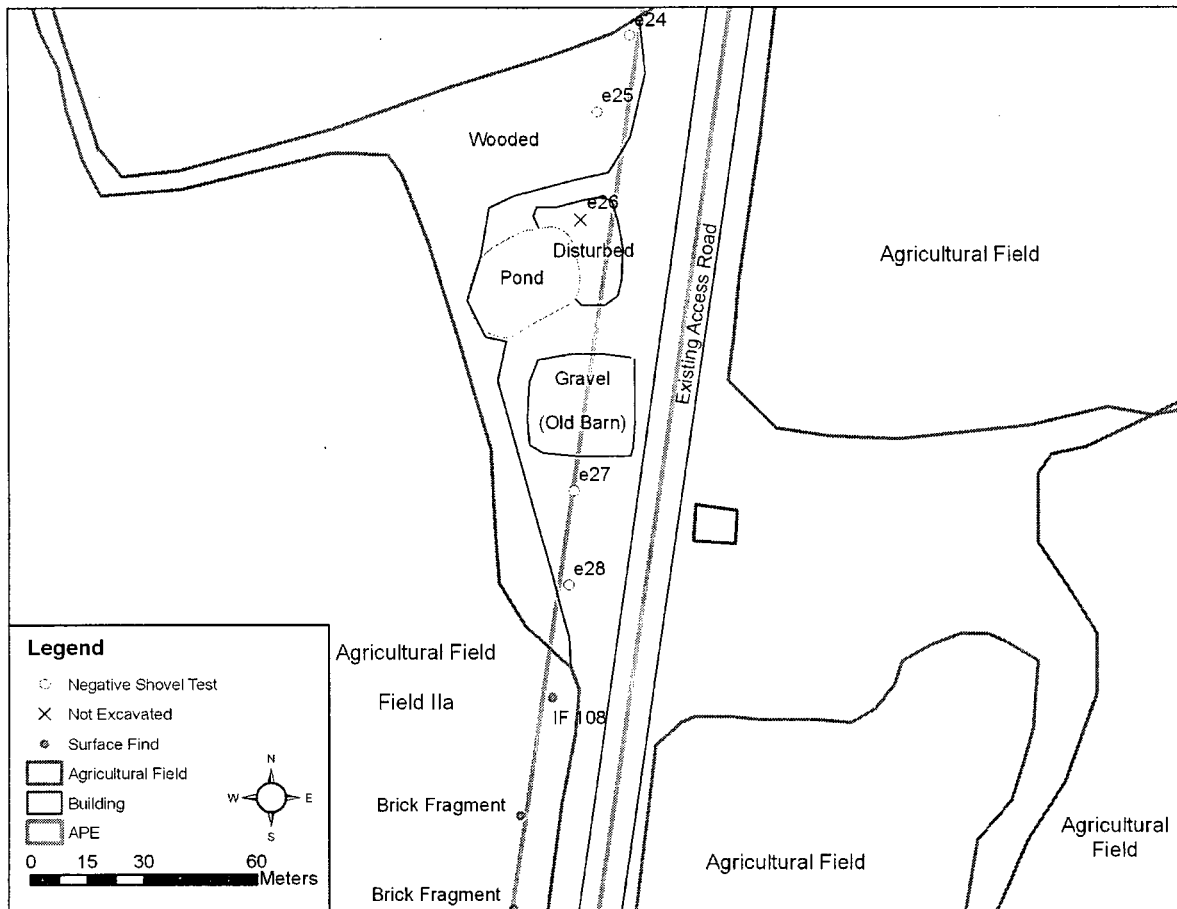 e24
e25
Wooded
e26
Disturbed
Pond
Agricultural Field
Existing Access Road
Gravel
(Old Barn)
e27
e28
Agricultural Field
Field IIa
IF 108
Brick Fragment
Brick Fragment
Agricultural Field
Agricultural
Field
Legend
Negative Shovel Test
Not Excavated
Surface Find
Agricultural Field
Building
APE
N
W
E
S
0 15 30 60
Meters